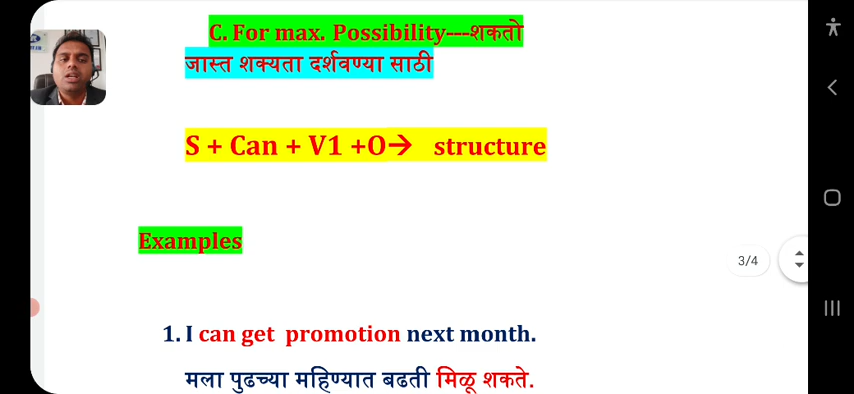 C. For max. Possibility---शकतो
जास्त शक्यता दर्शवण्या साठी
S + Can + V1 +O→ structure
Examples
3/4
1. I can get promotion next month.
मला पुढच्या महिण्यात बढती मिळू शकते.